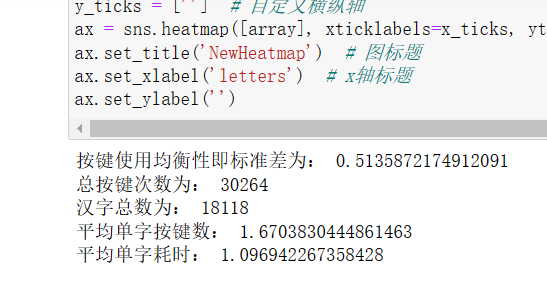 y_ticks = [''] # 自定义横纵轴
ax = sns.heatmap([array], xticklabels=x_ticks, yt
ax.set_title('NewHeatmap') # 图标题
ax.set_xlabel('letters') # x轴标题
ax.set_ylabel('')
按键使用均衡性即标准差为: 0.5135872174912091
总按键次数为: 30264
汉字总数为: 18118
平均单字按键数: 1.6703830444861463
平均单字耗时: 1.096942267358428